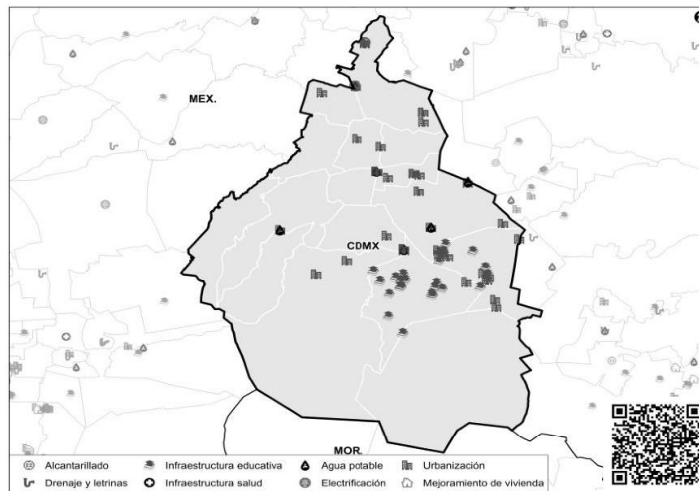 MEX.
CDMX
MOR.
Alcantarillado Infraestructura educativa Agua potable Urbanización
Drenaje y letrinas Infraestructura salud Electrificación Mejoramiento de vivienda